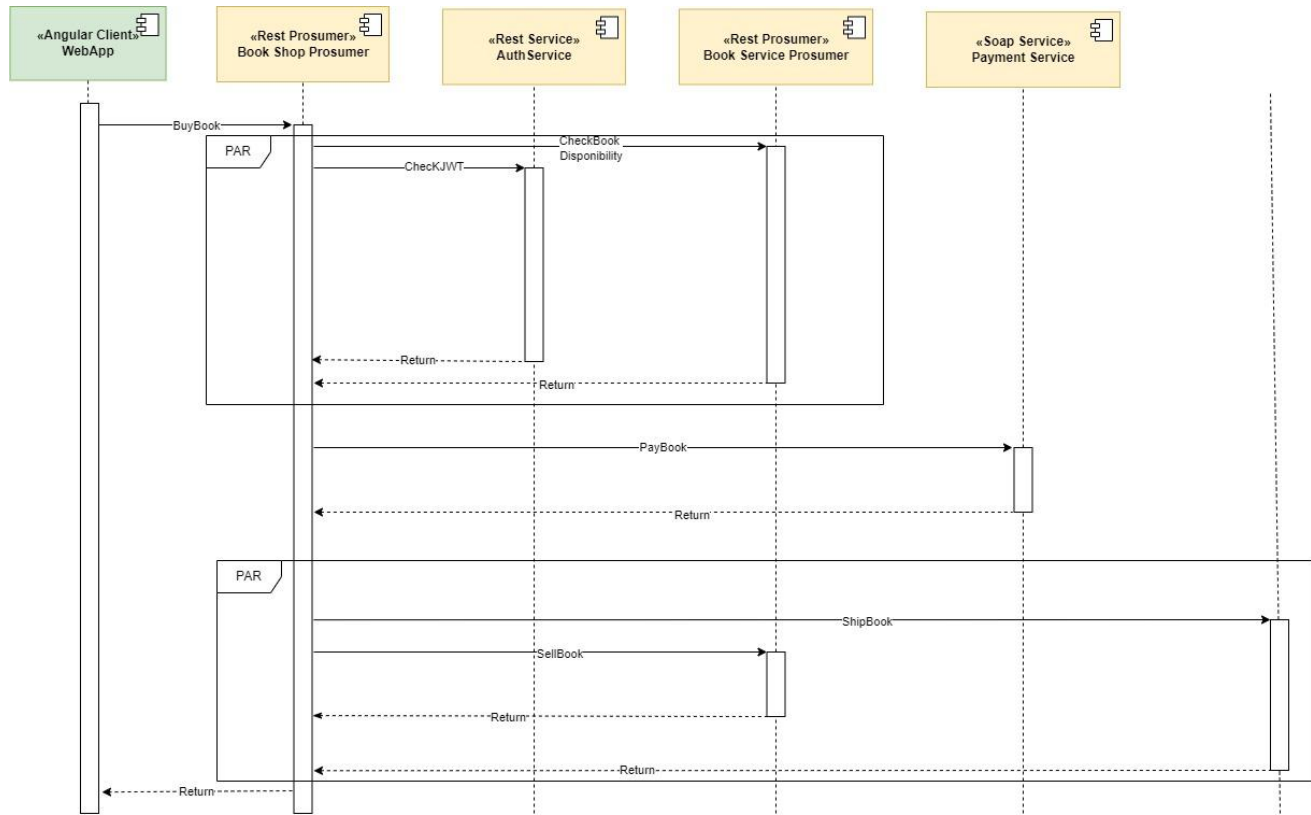 «Angular Client»
WebApp
«Rest Prosumer»
Book Shop Prosumer
«Rest Service»
AuthService
«Rest Prosumer»
Book Service Prosumer
«Soap Service»
Payment Service
BuyBook
PAR
CheckBook
Disponibility
ChecKJWT
Return
Return
PayBook
Return
PAR
ShipBook
SellBook
Return
Return
Return